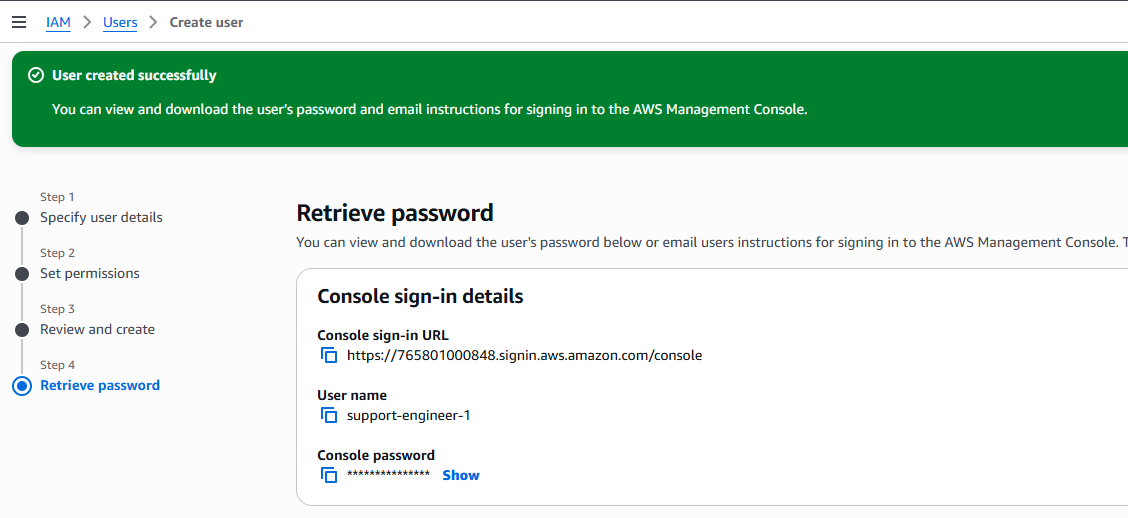 IAM > Users > Create user
User created successfully
You can view and download the user's password and email instructions for signing in to the AWS Management Console.
Step 1
Specify user details
Step 2
Set permissions
Step 3
Review and create
Step 4
Retrieve password
Retrieve password
You can view and download the user's password below or email users instructions for signing in to the AWS Management Console. T
Console sign-in details
Console sign-in URL
https://765801000848.signin.aws.amazon.com/console
User name
support-engineer-1
Console password
*************** Show